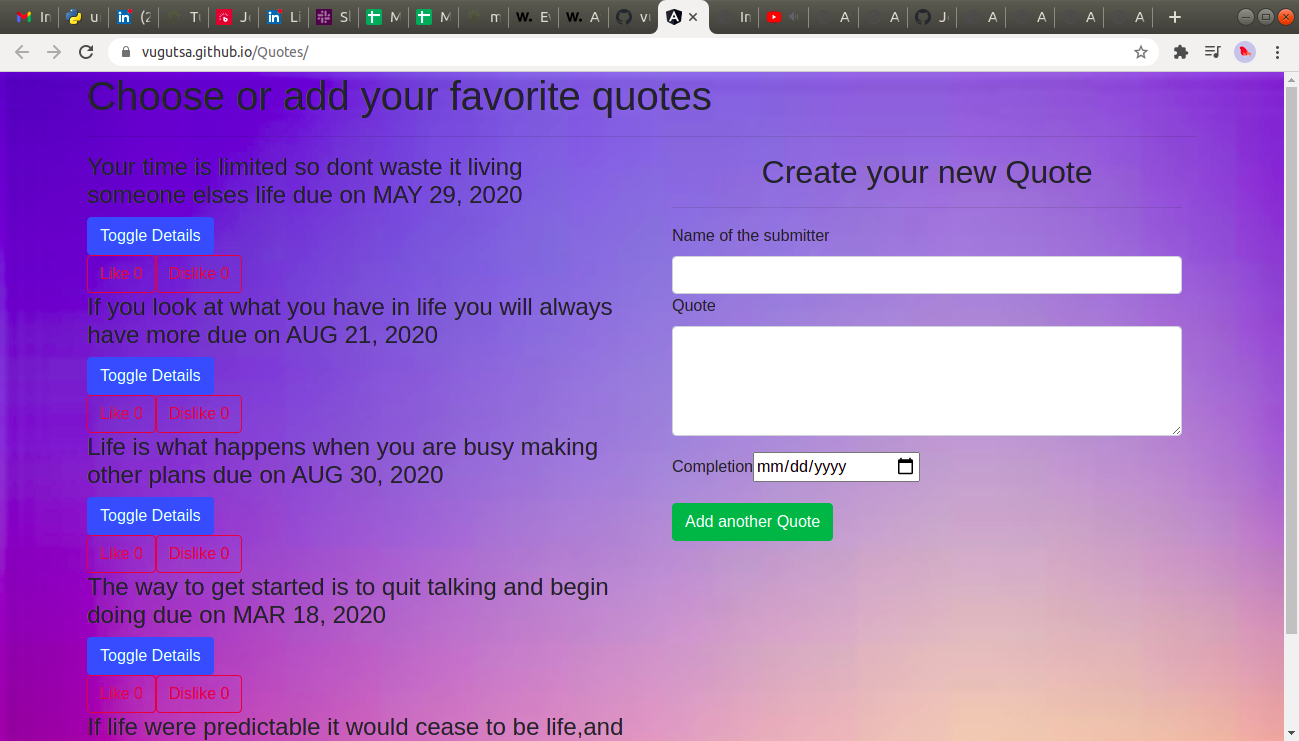 In
u
(2
Tu
Jo
Li
Sl
M
M
m
Ev
A
vu
In
A
A
Jo
A
A
A
A
vugutsa.github.io/Quotes/
Choose or add your favorite quotes
Your time is limited so dont waste it living
someone elses life due on MAY 29, 2020
Toggle Details
Like 0 Dislike 0
If you look at what you have in life you will always
have more due on AUG 21, 2020
Toggle Details
Like 0 Dislike 0
Life is what happens when you are busy making
other plans due on AUG 30, 2020
Toggle Details
Like 0 Dislike 0
The way to get started is to quit talking and begin
doing due on MAR 18, 2020
Toggle Details
Like 0 Dislike 0
If life were predictable it would cease to be life,and
Create your new Quote
Name of the submitter
Quote
Completion mm/dd/yyyy
Add another Quote